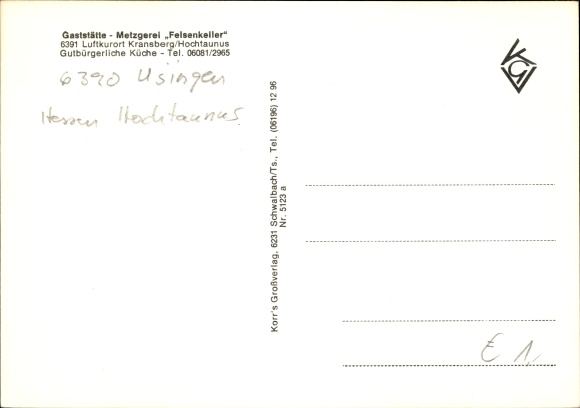 Gaststätte - Metzgerei „Felsenkeller"
6391 Luftkurort Kransberg/Hochtaunus
Gutbürgerliche Küche - Tel. 06081/2965
6390 Usingen
Hessen Hochtaunus
Korr's Großverlag, 6231 Schwalbach/Ts., Tel. (06196) 12 96
Nr. 5123 a
KGV
€ 1,